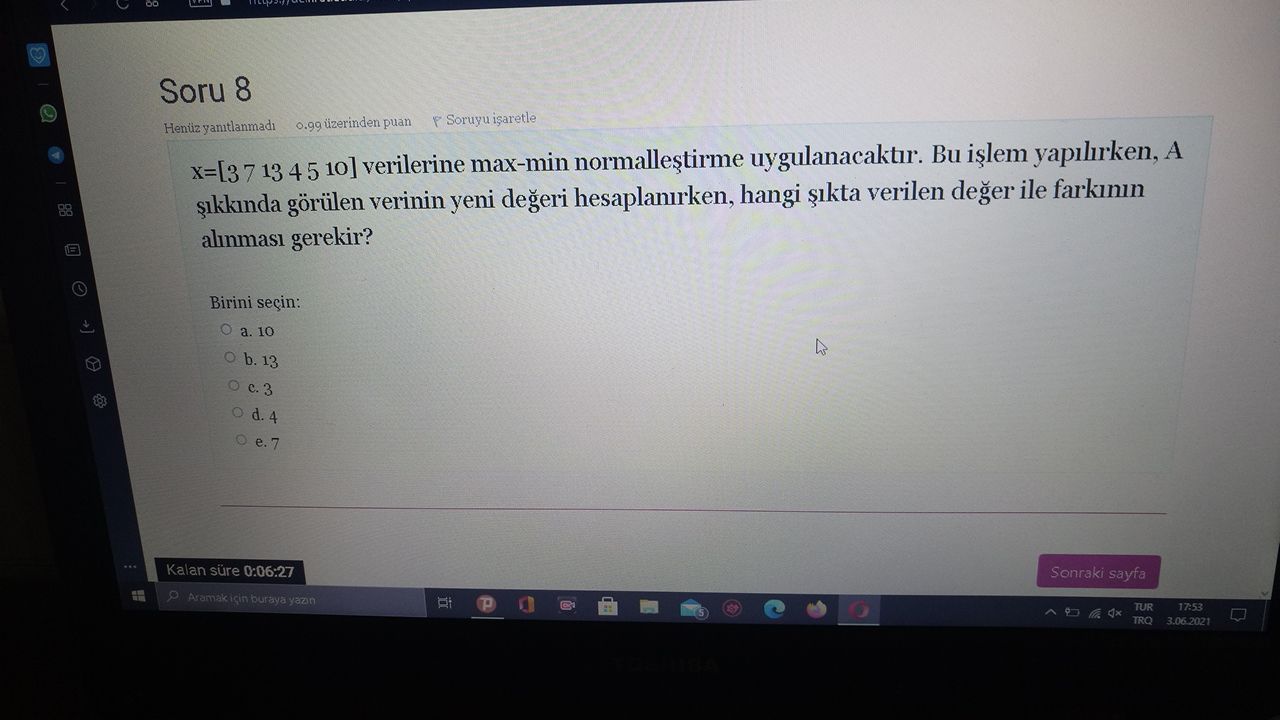 Soru 8
Henüz yanıtlanmadı 0.99 üzerinden puan Soruyu işaretle
x=[3 7 13 4 5 10] verilerine max-min normalleştirme uygulanacaktır. Bu işlem yapılırken, A
şıkkında görülen verinin yeni değeri hesaplanırken, hangi şıkta verilen değer ile farkının
alınması gerekir?
Birini seçin:
a. 10
b. 13
c. 3
d. 4
e. 7
Kalan süre 0:06:27
Sonraki sayfa
Aramak için buraya yazın
5
TUR 17:53
TRQ 3.06.2021
TOSHIBA